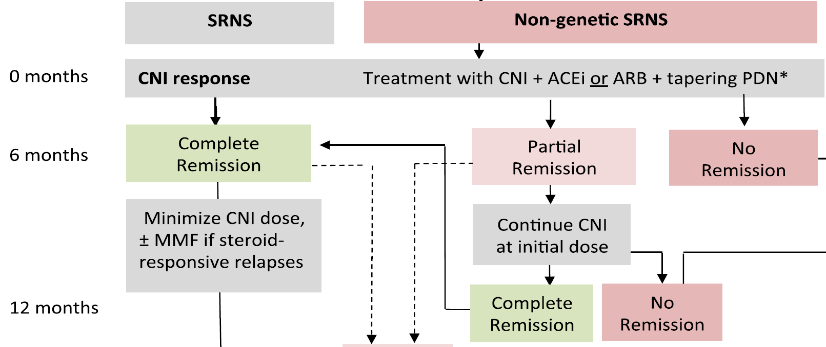 SRNS
Non-genetic SRNS
0 months
CNI response
Treatment with CNI + ACEi or ARB + tapering PDN*
6 months
Complete
Remission
Partial
Remission
No
Remission
Minimize CNI dose,
± MMF if steroid-
responsive relapses
Continue CNI
at initial dose
12 months
Complete
Remission
No
Remission